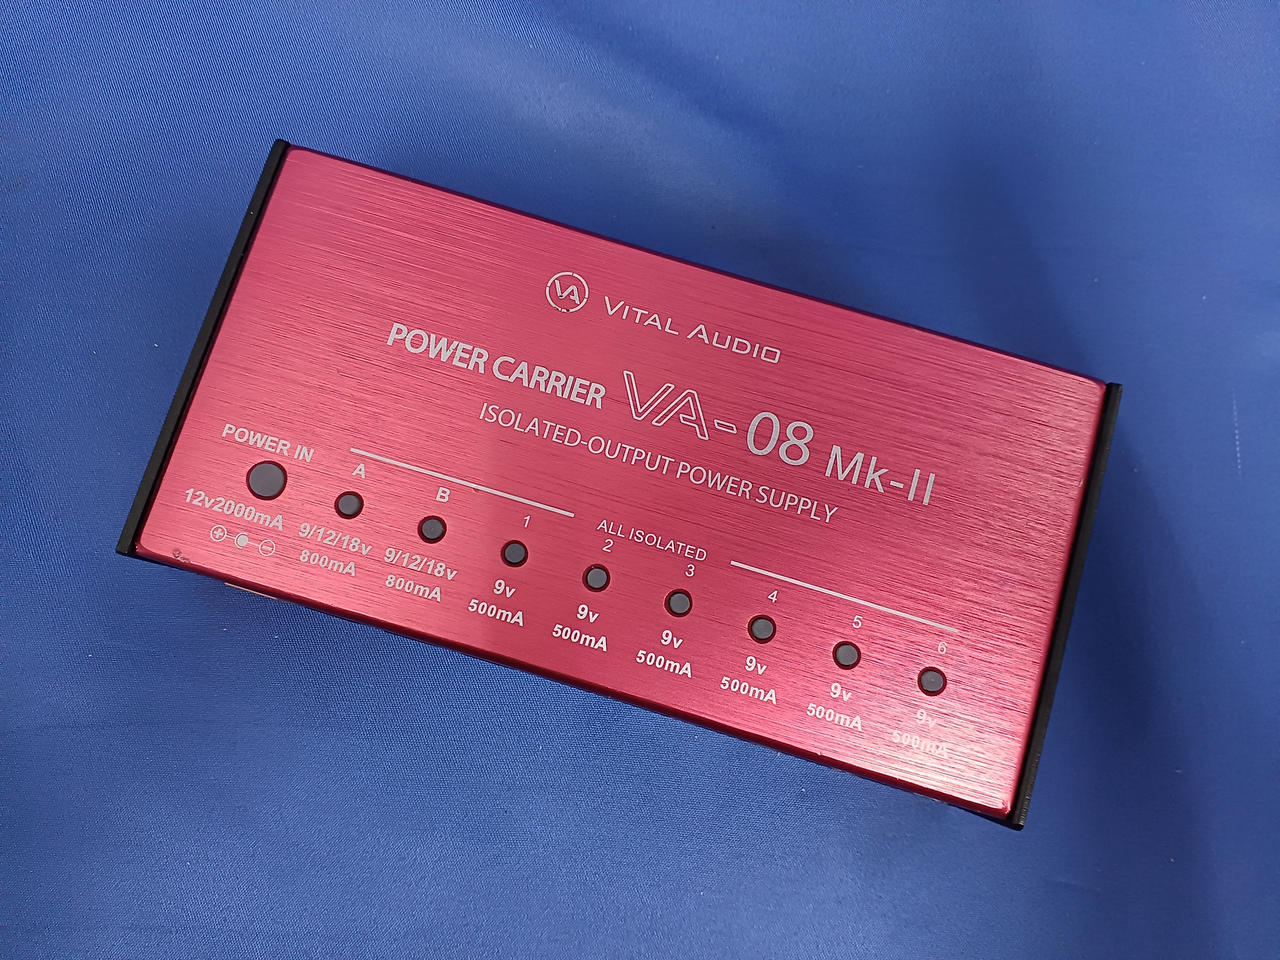 VA VITAL AUDIO
POWER CARRIER VA-08 Mk-II
ISOLATED-OUTPUT POWER SUPPLY
POWER IN
12v2000mA
+ −
ALL ISOLATED
A
9/12/18v
800mA
B
9/12/18v
800mA
1
9v
500mA
2
9v
500mA
3
9v
500mA
4
9v
500mA
5
9v
500mA
6
9v
500mA